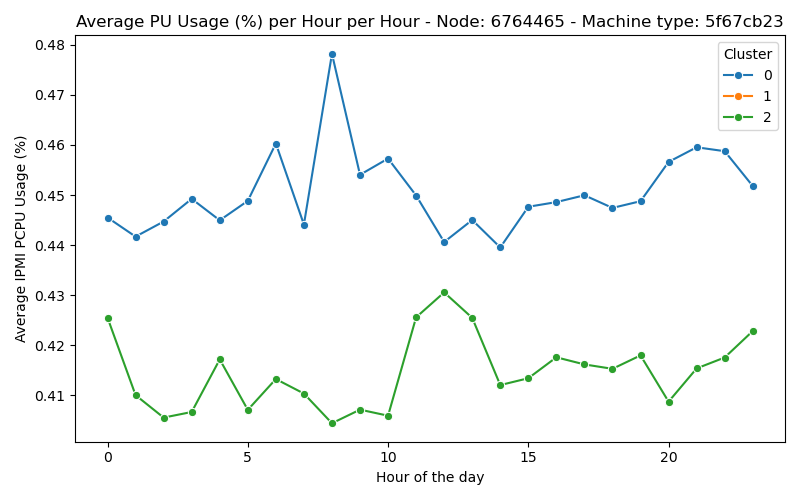 Average PU Usage (%) per Hour per Hour - Node: 6764465 - Machine type: 5f67cb23
Average IPMI PCPU Usage (%)
0.48
0.47
0.46
0.45
0.44
0.43
0.42
0.41
Cluster
0
1
2
0 5 10 15 20
Hour of the day